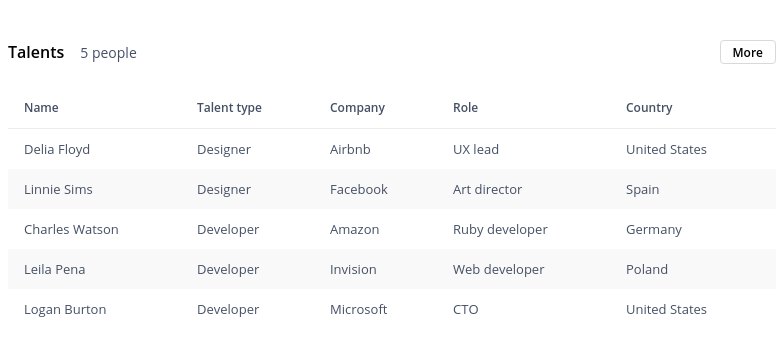 Talents 5 people More
Name Talent type Company Role Country
Delia Floyd Designer Airbnb UX lead United States
Linnie Sims Designer Facebook Art director Spain
Charles Watson Developer Amazon Ruby developer Germany
Leila Pena Developer Invision Web developer Poland
Logan Burton Developer Microsoft CTO United States